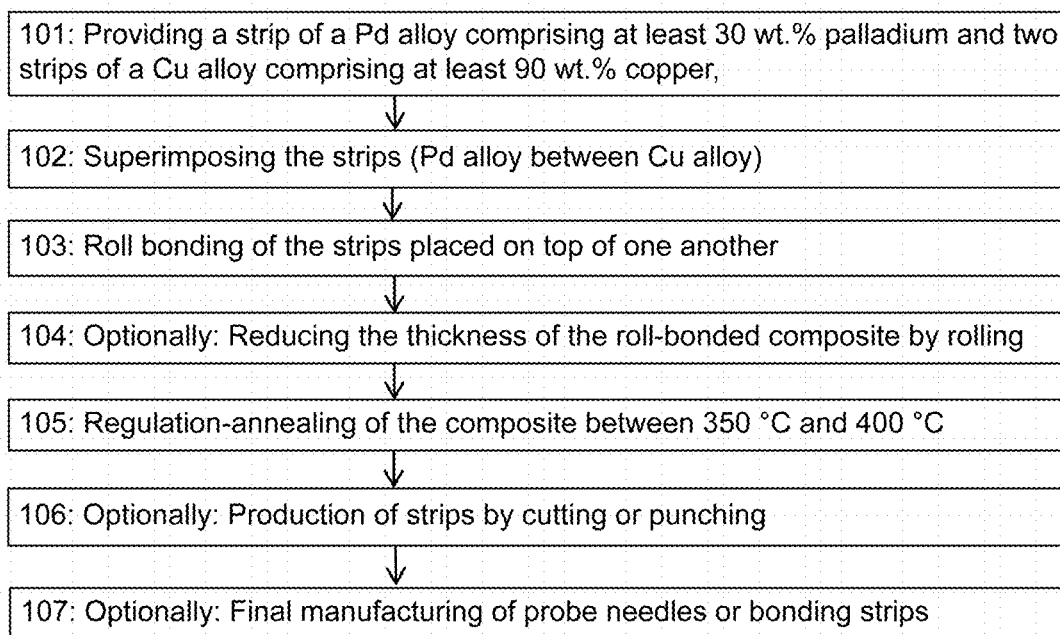 101: Providing a strip of a Pd alloy comprising at least 30 wt.% palladium and two
strips of a Cu alloy comprising at least 90 wt.% copper,
102: Superimposing the strips (Pd alloy between Cu alloy)
103: Roll bonding of the strips placed on top of one another
104: Optionally: Reducing the thickness of the roll-bonded composite by rolling
105: Regulation-annealing of the composite between 350 °C and 400 °C
106: Optionally: Production of strips by cutting or punching
107: Optionally: Final manufacturing of probe needles or bonding strips